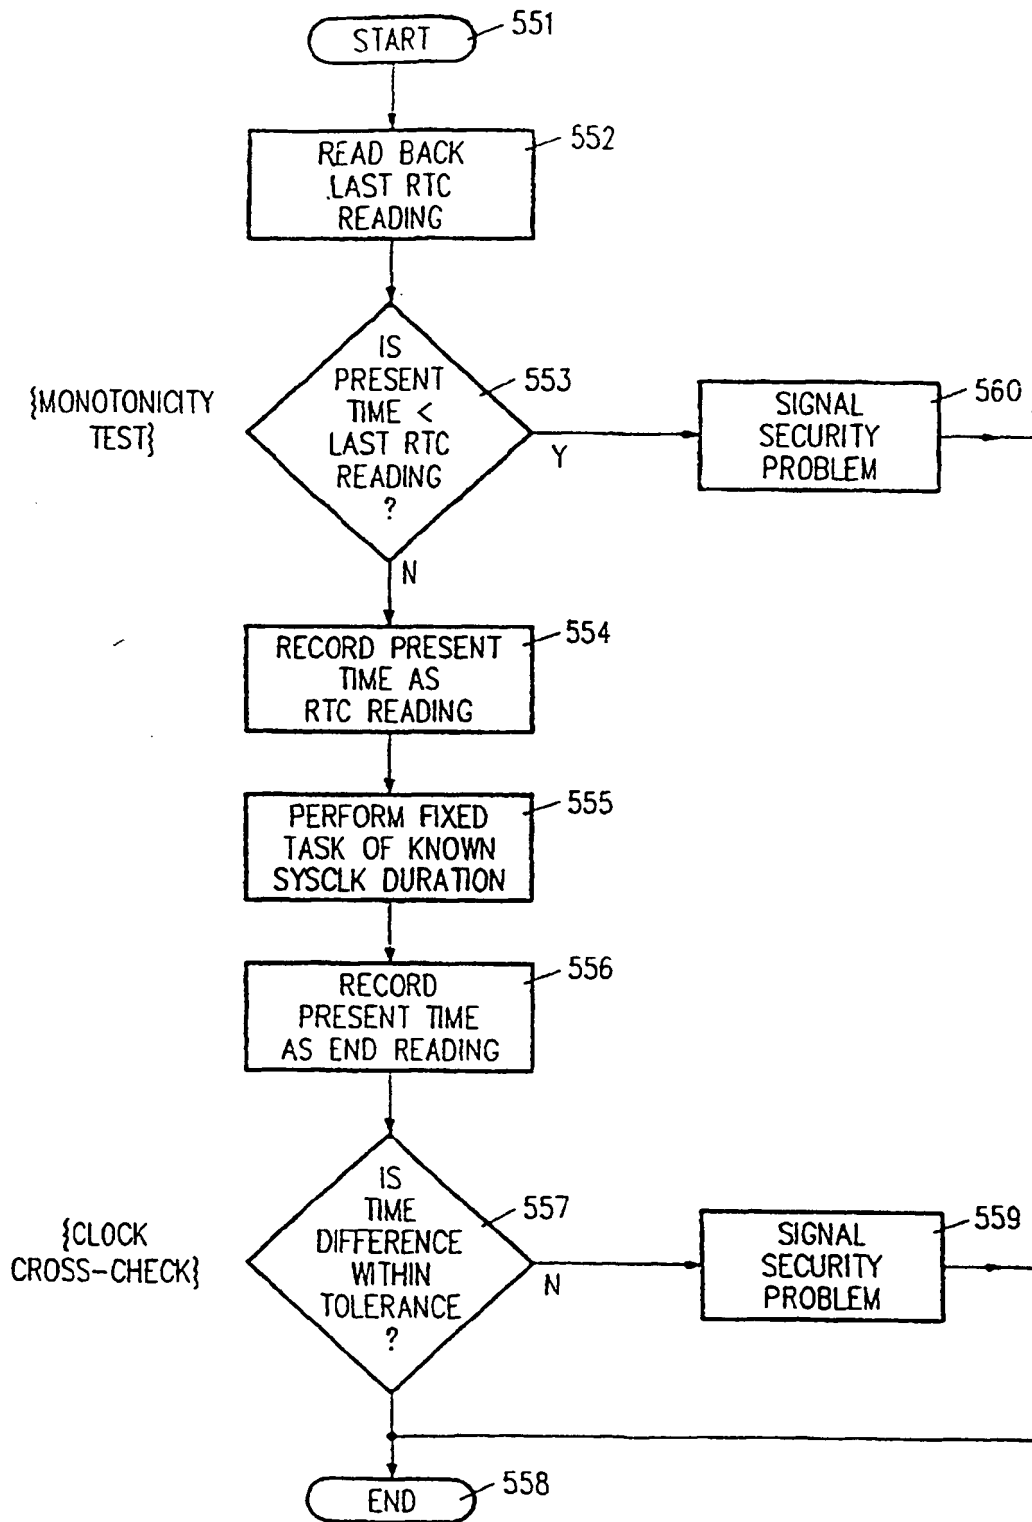 START
551
READ BACK
LAST RTC
READING
552
{MONOTONICITY
TEST}
IS
PRESENT
TIME <
LAST RTC
READING
?
553
Y
N
SIGNAL
SECURITY
PROBLEM
560
RECORD PRESENT
TIME AS
RTC READING
554
PERFORM FIXED
TASK OF KNOWN
SYSCLK DURATION
555
RECORD
PRESENT TIME
AS END READING
556
{CLOCK
CROSS-CHECK}
IS
TIME
DIFFERENCE
WITHIN
TOLERANCE
?
557
N
SIGNAL
SECURITY
PROBLEM
559
END
558